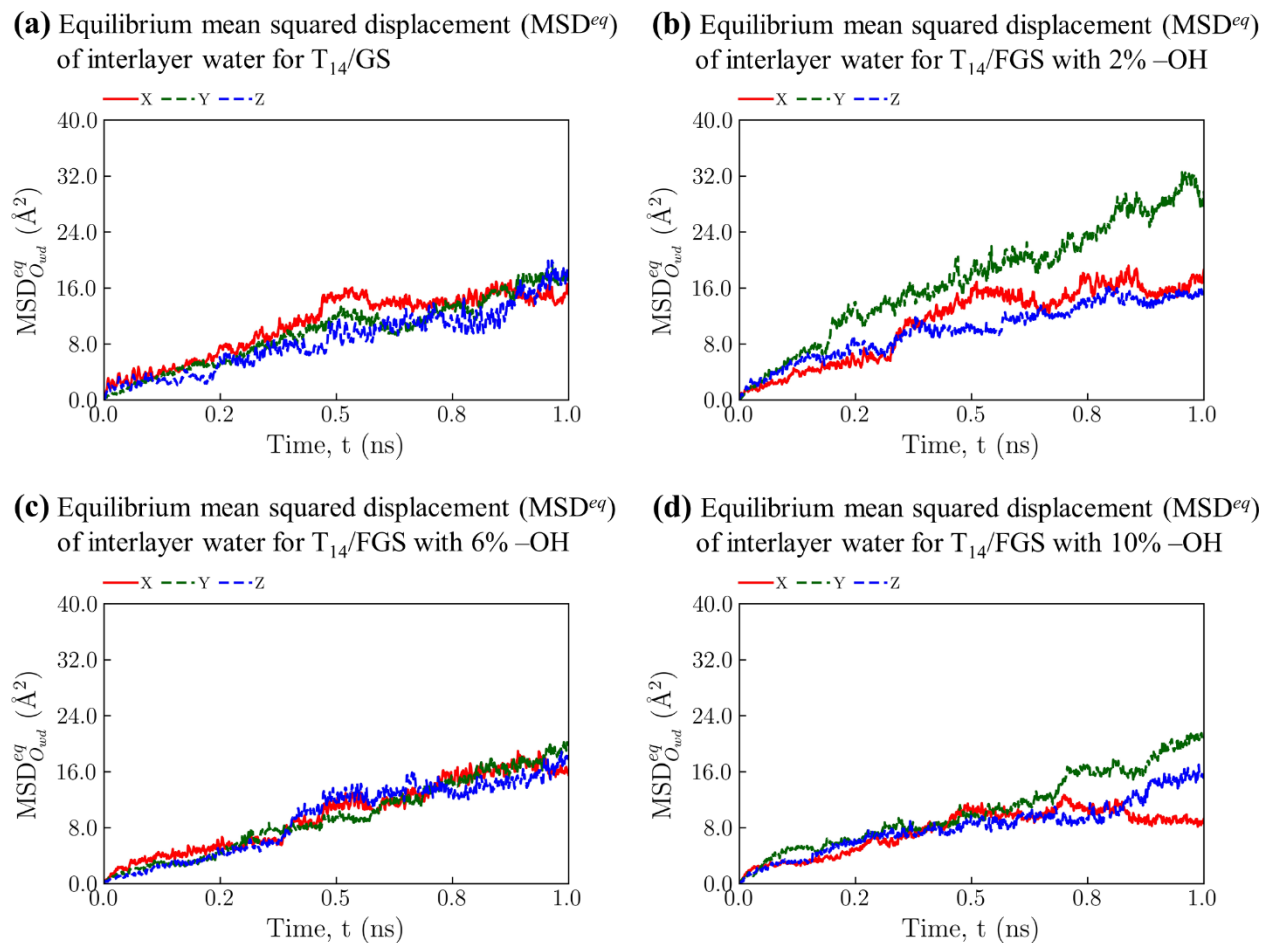 (a) Equilibrium mean squared displacement (MSD^eq)
of interlayer water for T₁₄/GS
X Y Z
40.0
32.0
24.0
16.0
8.0
0.0
MSD^eq_O_wd (Å²)
0.0 0.2 0.5 0.8 1.0
Time, t (ns)
(b) Equilibrium mean squared displacement (MSD^eq)
of interlayer water for T₁₄/FGS with 2% –OH
X Y Z
40.0
32.0
24.0
16.0
8.0
0.0
MSD^eq_O_wd (Å²)
0.0 0.2 0.5 0.8 1.0
Time, t (ns)
(c) Equilibrium mean squared displacement (MSD^eq)
of interlayer water for T₁₄/FGS with 6% –OH
X Y Z
40.0
32.0
24.0
16.0
8.0
0.0
MSD^eq_O_wd (Å²)
0.0 0.2 0.5 0.8 1.0
Time, t (ns)
(d) Equilibrium mean squared displacement (MSD^eq)
of interlayer water for T₁₄/FGS with 10% –OH
X Y Z
40.0
32.0
24.0
16.0
8.0
0.0
MSD^eq_O_wd (Å²)
0.0 0.2 0.5 0.8 1.0
Time, t (ns)